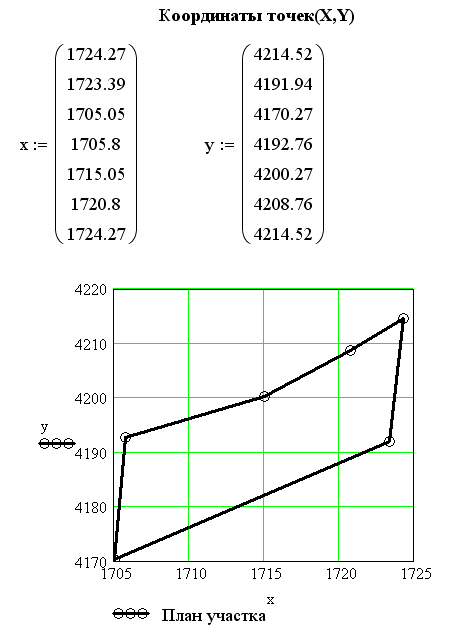 Координаты точек(X,Y)
x := 1724.27 1723.39 1705.05 1705.8 1715.05 1720.8 1724.27
y := 4214.52 4191.94 4170.27 4192.76 4200.27 4208.76 4214.52
4220
4210
4200
y
4190
4180
4170
1705 1710 1715 1720 1725
x
План участка